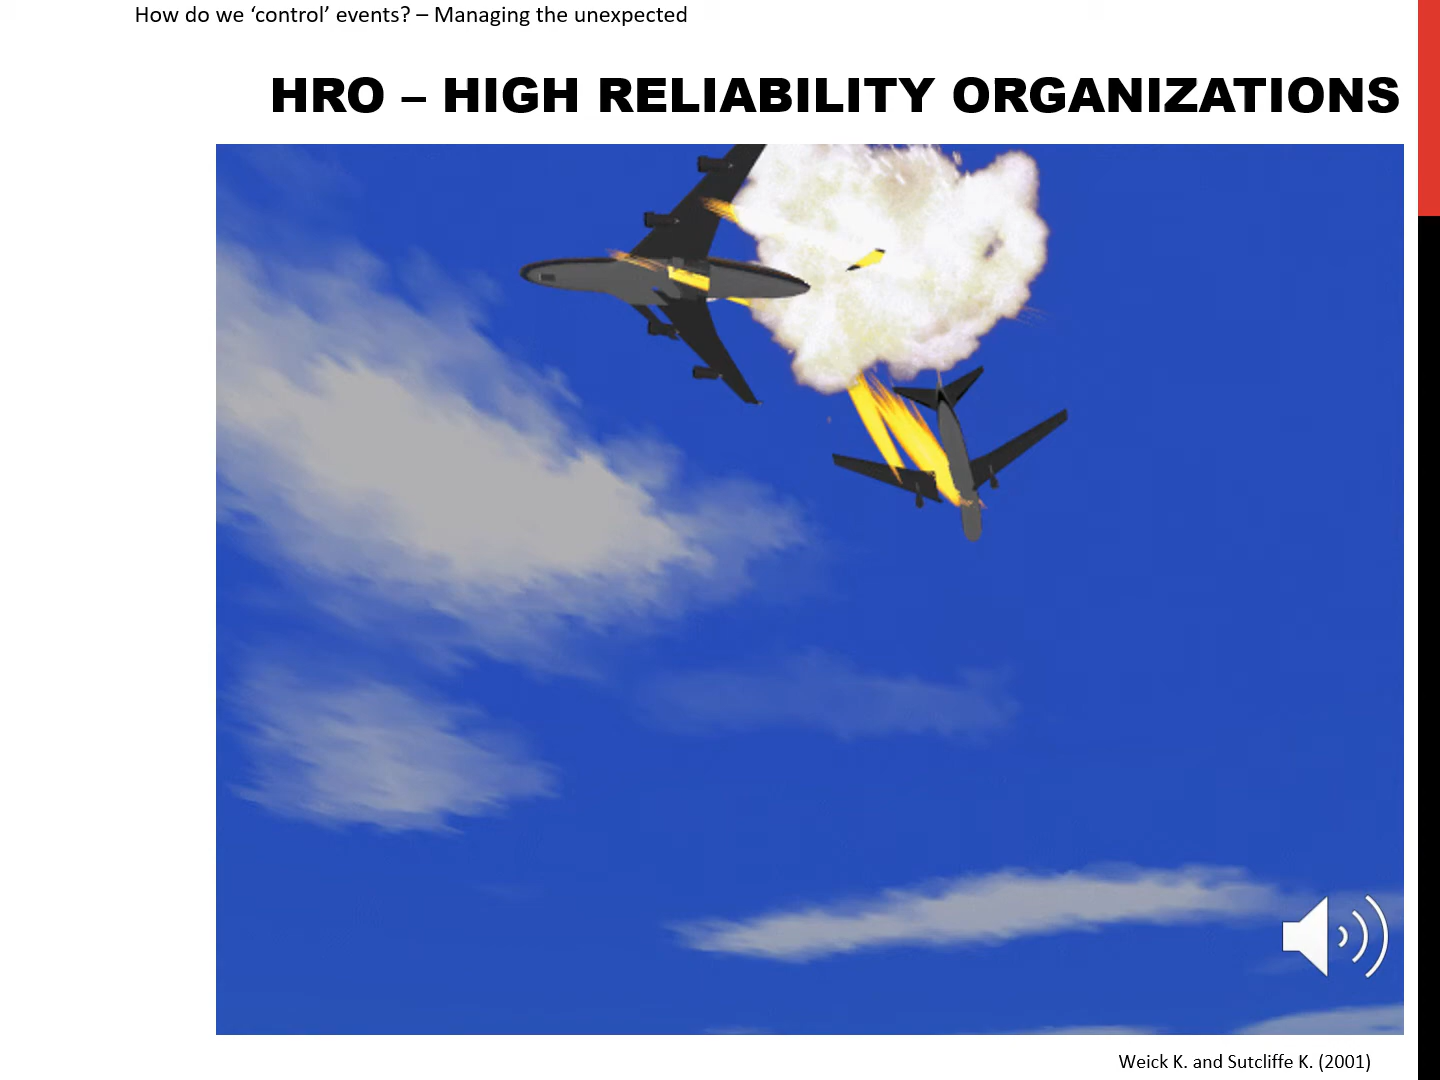 How do we ‘control’ events? – Managing the unexpected
HRO – HIGH RELIABILITY ORGANIZATIONS
Weick K. and Sutcliffe K. (2001)